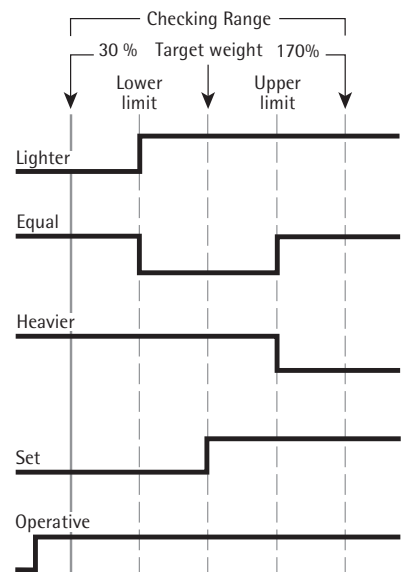 Checking Range
30 % Target weight 170%
Lower Upper
limit limit
Lighter
Equal
Heavier
Set
Operative